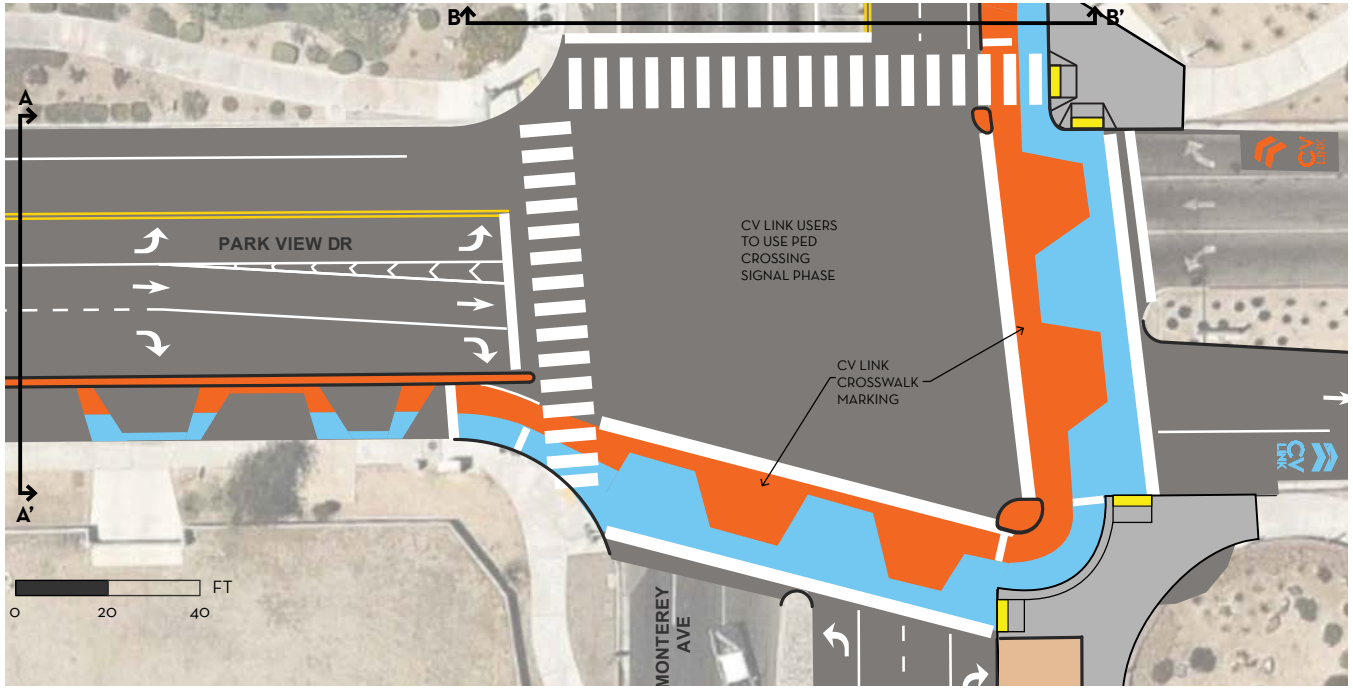 B
B'
A
PARK VIEW DR
CV LINK USERS
TO USE PED
CROSSING
SIGNAL PHASE
CV
LINK
CV LINK
CROSSWALK
MARKING
CV
LINK
A'
FT
0
20
40
MONTEREY
AVE